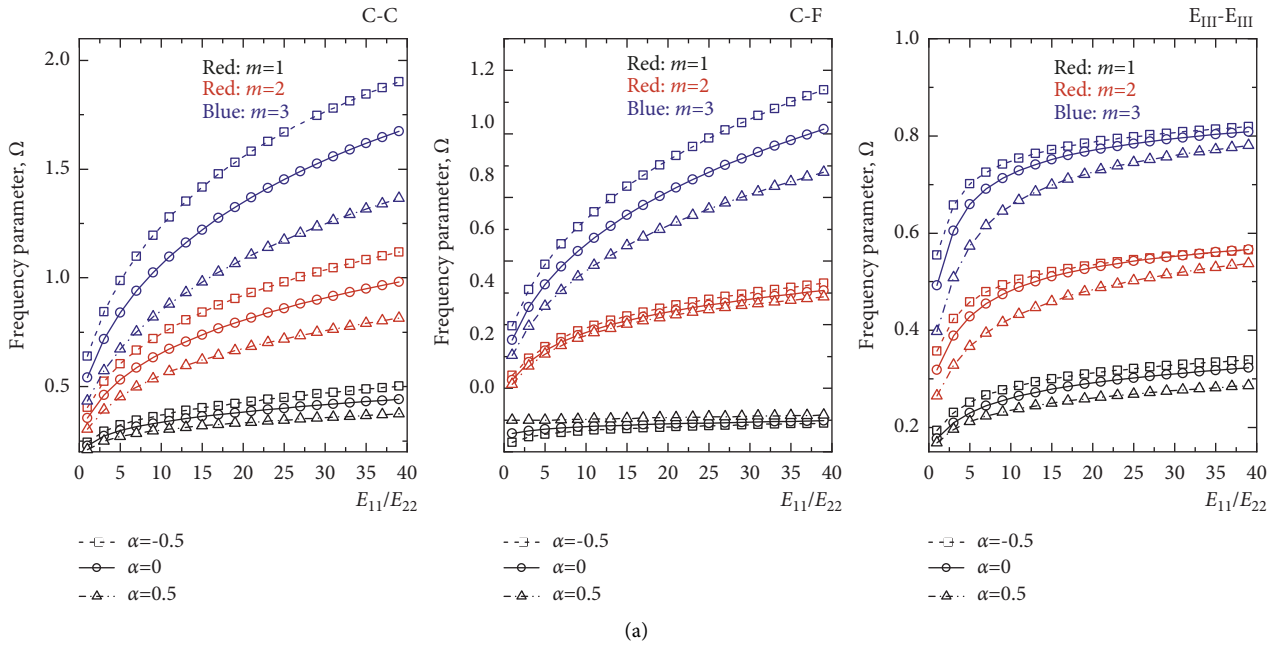 C-C
2.0
1.5
1.0
0.5
Frequency parameter, Ω
Red: m=1
Red: m=2
Blue: m=3
0 5 10 15 20 25 30 35 40
E11/E22
α=-0.5
α=0
α=0.5
C-F
1.2
1.0
0.8
0.6
0.4
0.2
0.0
Frequency parameter, Ω
Red: m=1
Red: m=2
Blue: m=3
0 5 10 15 20 25 30 35 40
E11/E22
α=-0.5
α=0
α=0.5
EIII-EIII
1.0
0.8
0.6
0.4
0.2
Frequency parameter, Ω
Red: m=1
Red: m=2
Blue: m=3
0 5 10 15 20 25 30 35 40
E11/E22
α=-0.5
α=0
α=0.5
(a)